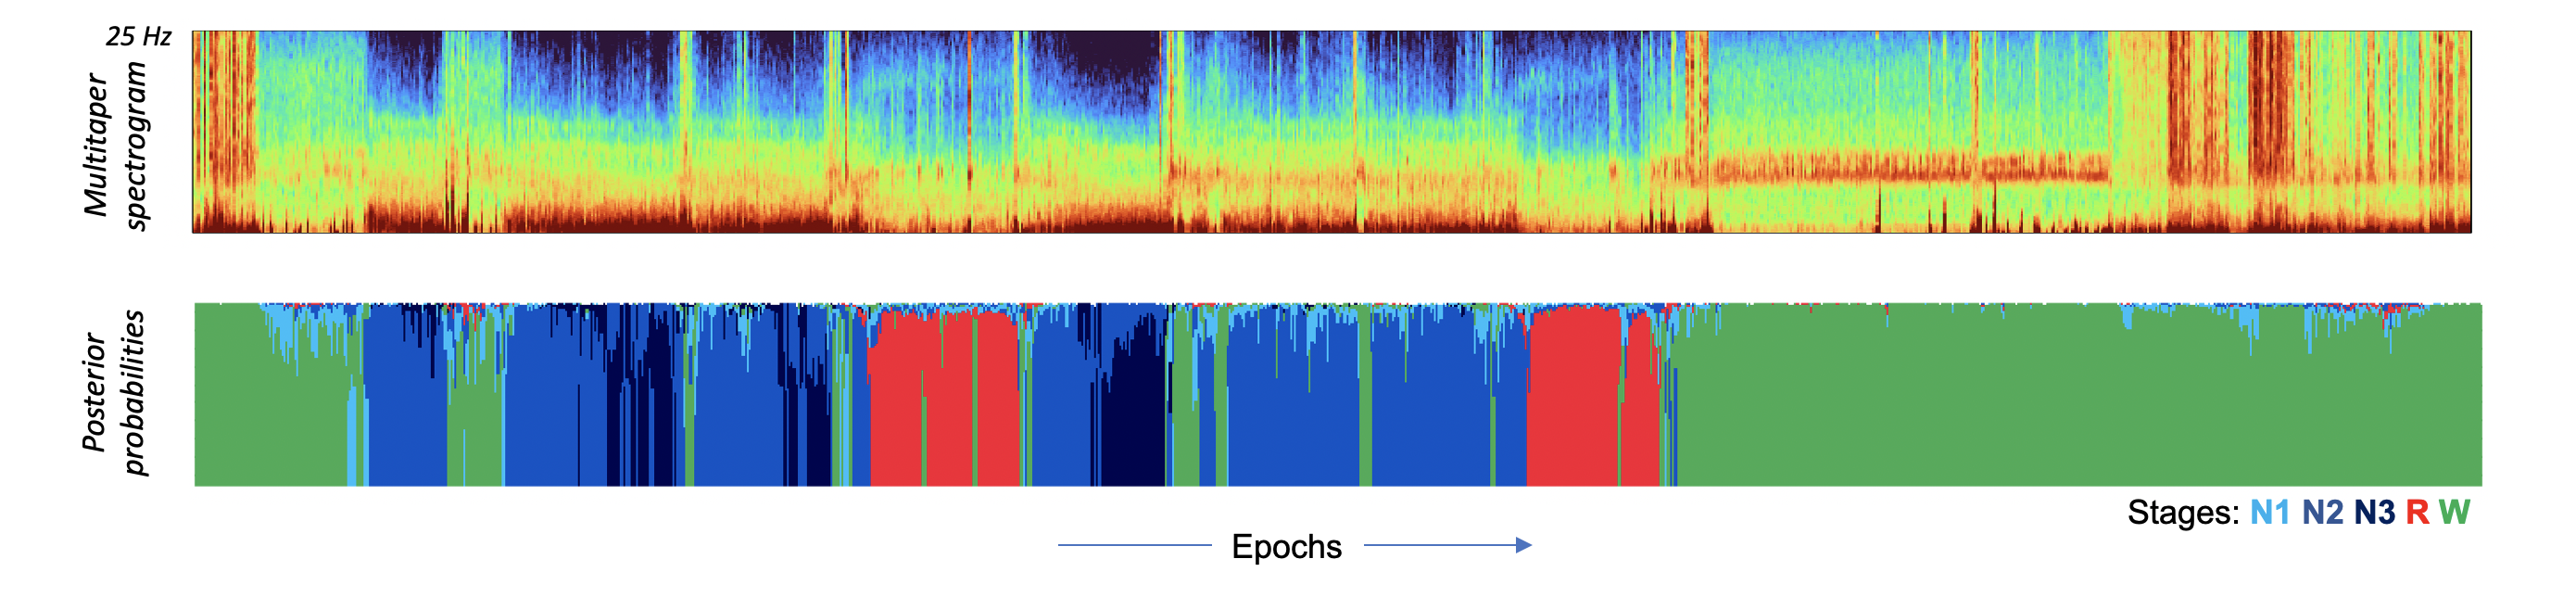 25 Hz
Multitaper
spectrogram
Posterior
probabilities
Stages: N1 N2 N3 R W
Epochs